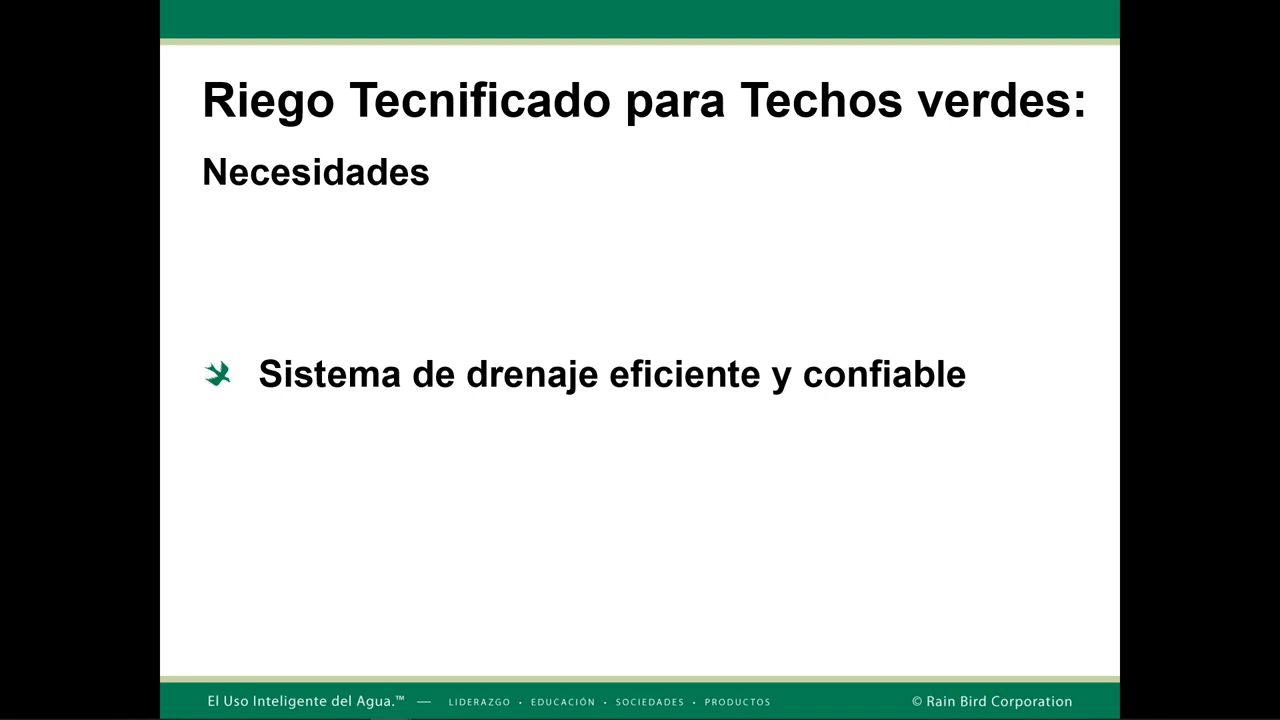 Riego Tecnificado para Techos verdes:
Necesidades
Sistema de drenaje eficiente y confiable
El Uso Inteligente del Agua.™ — LIDERAZGO • EDUCACIÓN • SOCIEDADES • PRODUCTOS © Rain Bird Corporation